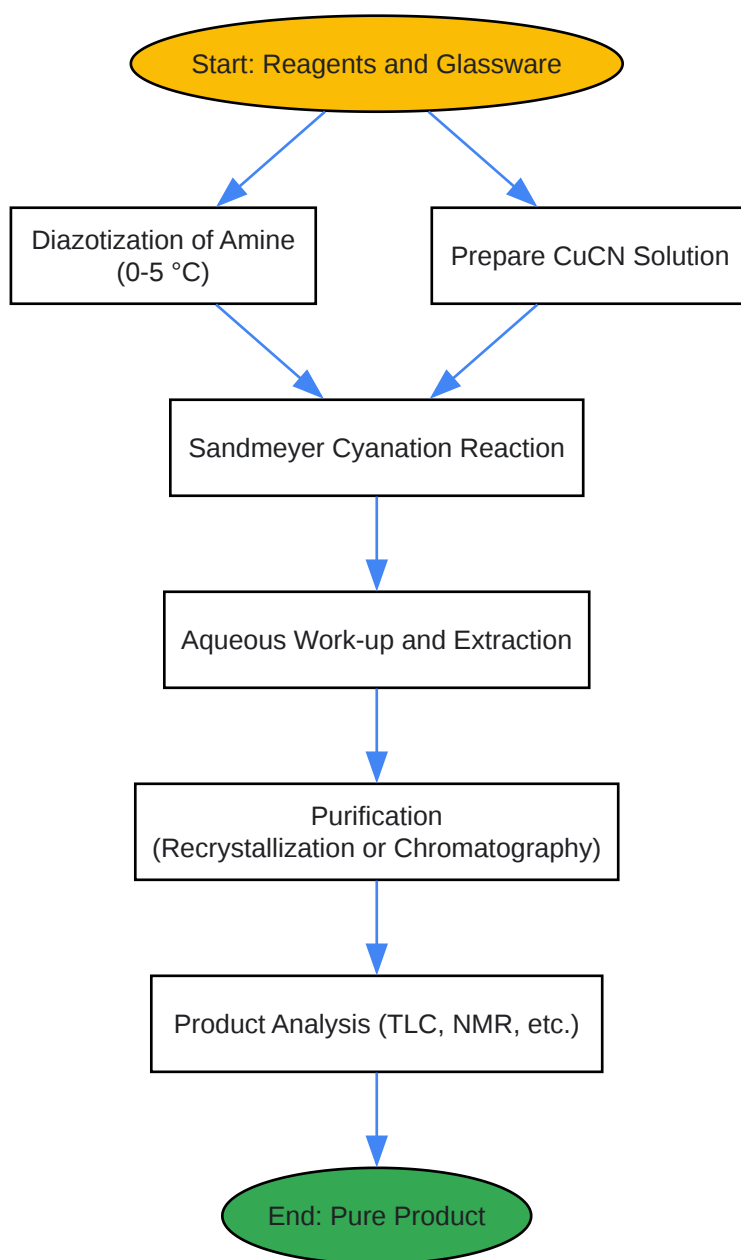 Start: Reagents and Glassware
Diazotization of Amine
(0-5 °C)
Prepare CuCN Solution
Sandmeyer Cyanation Reaction
Aqueous Work-up and Extraction
Purification
(Recrystallization or Chromatography)
Product Analysis (TLC, NMR, etc.)
End: Pure Product